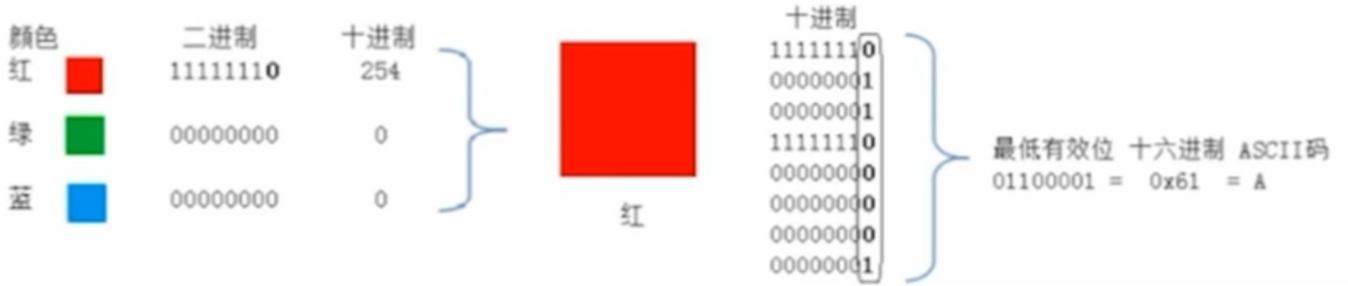 颜色 二进制 十进制
红 11111110 254
绿 00000000 0
蓝 00000000 0
红
十进制
11111110
00000001
00000001
11111110
00000000
00000000
00000000
00000001
最低有效位 十六进制 ASCII码
01100001 = 0x61 = A